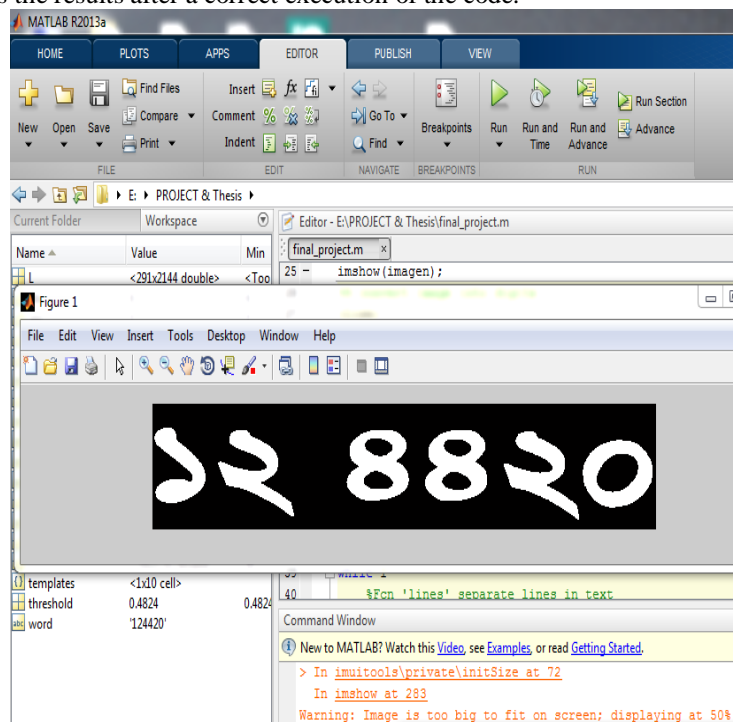 s the results after a correct execution of the code.
MATLAB R2013a
HOME PLOTS APPS EDITOR PUBLISH VIEW
New Open Save Find Files Compare Print Insert fx Comment Indent Go To Find Breakpoints Run Run and Time Run and Advance Run Section Advance
FILE EDIT NAVIGATE BREAKPOINTS RUN
E: PROJECT & Thesis
Current Folder Workspace Editor - E:\PROJECT & Thesis\final_project.m
Name Value Min final_project.m x
L <291x2144 double> <Too 25 - imshow(imagen);
Figure 1
File Edit View Insert Tools Desktop Window Help
১২ ৪৪২০
templates <1x10 cell>
40 %Fcn 'lines' separate lines in text
threshold 0.4824 0.4824
abc word '124420'
Command Window
New to MATLAB? Watch this Video, see Examples, or read Getting Started.
> In imuitools\private\initSize at 72
In imshow at 283
Warning: Image is too big to fit on screen; displaying at 50%